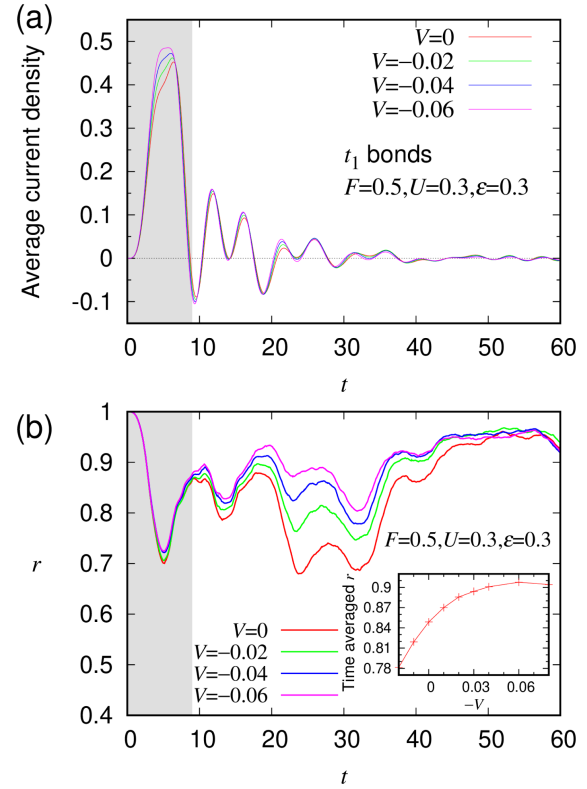 (a)
Average current density
0.5
0.4
0.3
0.2
0.1
0
-0.1
V=0
V=−0.02
V=−0.04
V=−0.06
t₁ bonds
F=0.5,U=0.3,ε=0.3
0 10 20 30 40 50 60
t
(b)
r
1
0.9
0.8
0.7
0.6
0.5
0.4
F=0.5,U=0.3,ε=0.3
V=0
V=−0.02
V=−0.04
V=−0.06
Time averaged r
0.9
0.87
0.84
0.81
0.78
0 0.03 0.06
−V
0 10 20 30 40 50 60
t